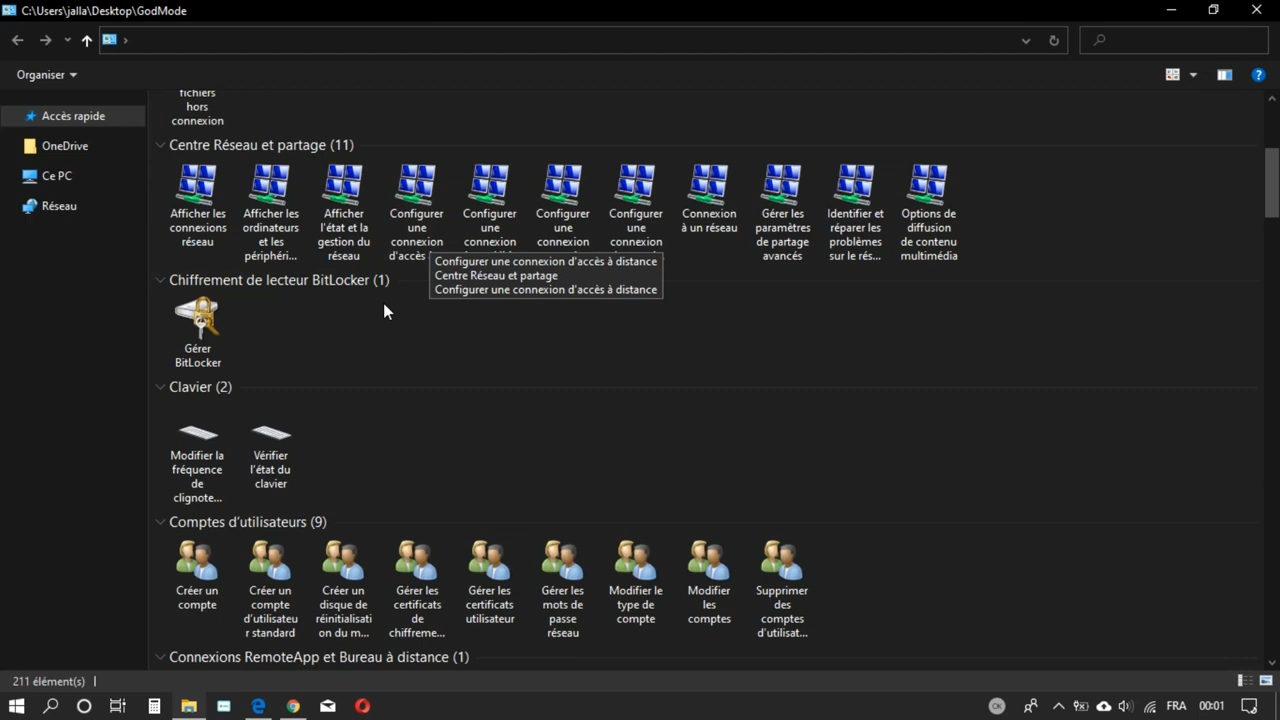 C:\Users\jalla\Desktop\GodMode
Organiser
Accès rapide
OneDrive
Ce PC
Réseau
fichiers
hors
connexion
Centre Réseau et partage (11)
Afficher les
connexions
réseau
Afficher les
ordinateurs
et les
périphéri...
Afficher
l'état et la
gestion du
réseau
Configurer
une
connexion
d'accès
Configurer
une
connexion
Configurer
une
connexion
Configurer
une
connexion
Connexion
à un réseau
Gérer les
paramètres
de partage
avancés
Identifier et
réparer les
problèmes
sur le rés...
Options de
diffusion
de contenu
multimédia
Configurer une connexion d'accès à distance
Centre Réseau et partage
Configurer une connexion d'accès à distance
Chiffrement de lecteur BitLocker (1)
Gérer
BitLocker
Clavier (2)
Modifier la
fréquence
de
clignote...
Vérifier
l'état du
clavier
Comptes d'utilisateurs (9)
Créer un
compte
Créer un
compte
d'utilisateu
r standard
Créer un
disque de
réinitialisati
on du m...
Gérer les
certificats
de
chiffreme...
Gérer les
certificats
utilisateur
Gérer les
mots de
passe
réseau
Modifier le
type de
compte
Modifier
les
comptes
Supprimer
des
comptes
d'utilisat...
Connexions RemoteApp et Bureau à distance (1)
211 élément(s)
OK
FRA
00:01